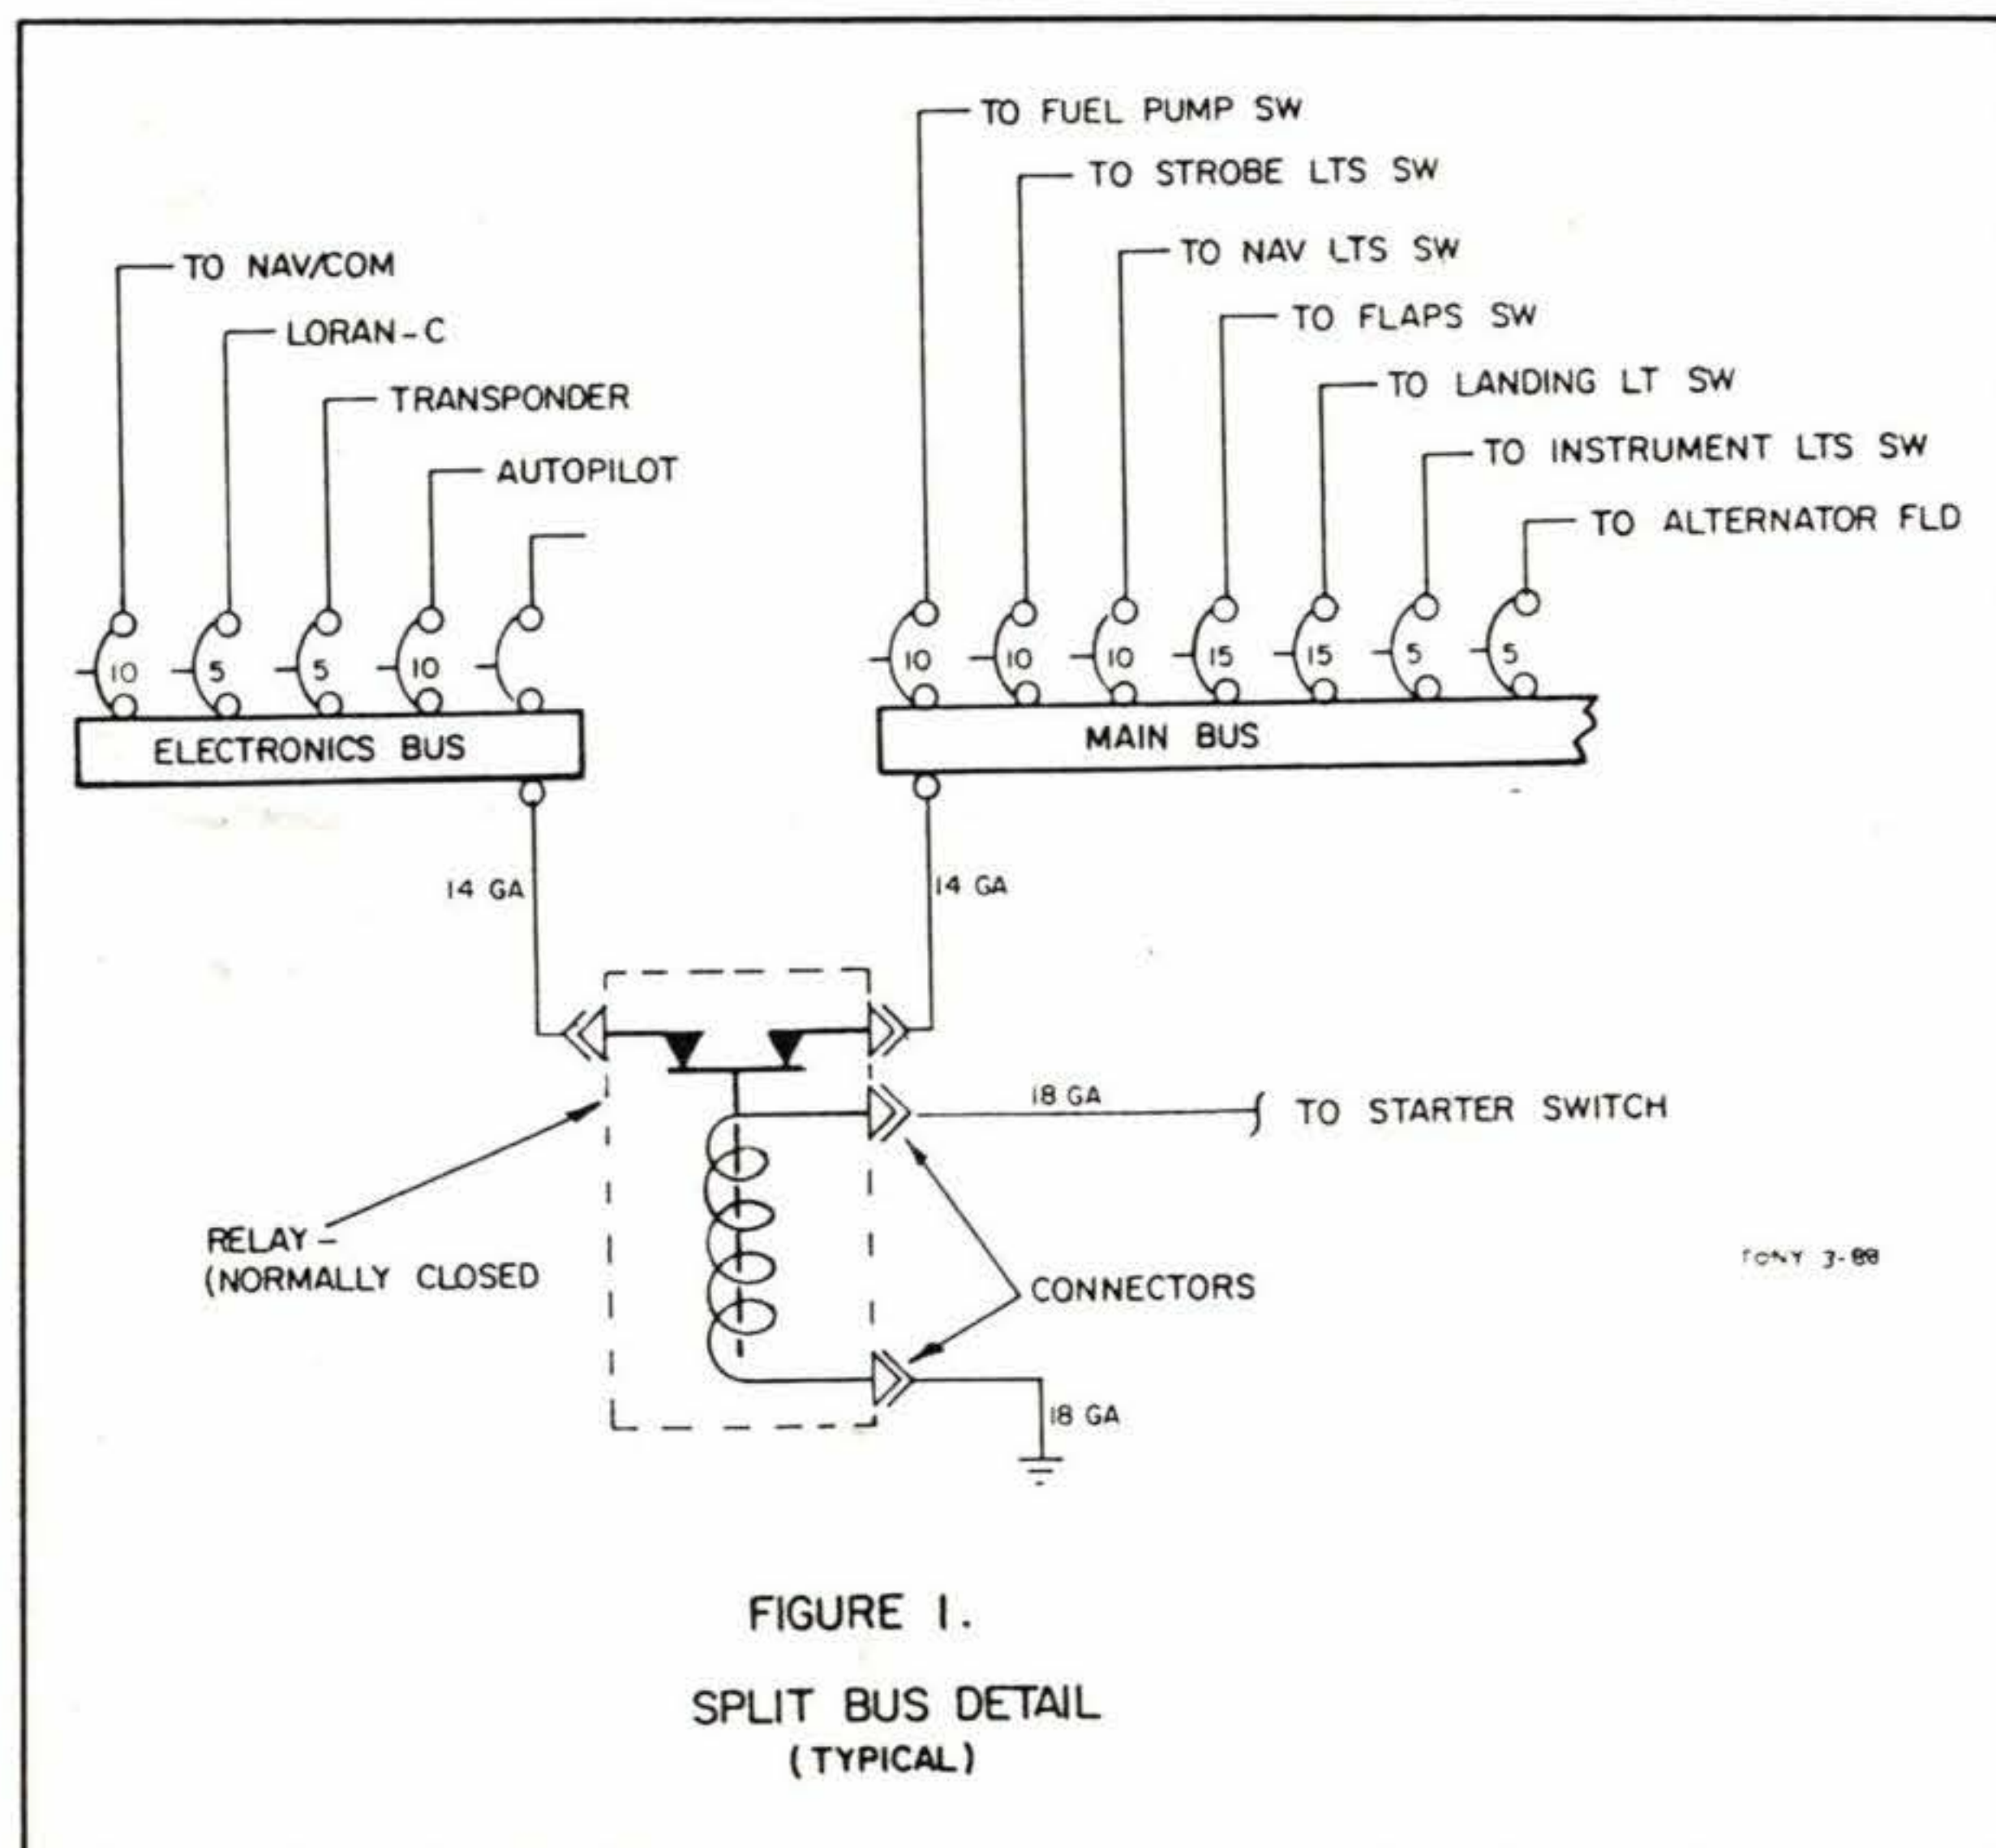 TO FUEL PUMP SW
TO STROBE LTS SW
TO NAV LTS SW
TO FLAPS SW
TO LANDING LT SW
TO INSTRUMENT LTS SW
TO ALTERNATOR FLD
TO NAV/COM
LORAN-C
TRANSPONDER
AUTOPILOT
10 5 5 10
10 10 10 15 15 5 5
ELECTRONICS BUS
MAIN BUS
14 GA
14 GA
18 GA
TO STARTER SWITCH
RELAY -
(NORMALLY CLOSED
CONNECTORS
TONY 3-88
18 GA
FIGURE 1.
SPLIT BUS DETAIL
(TYPICAL)